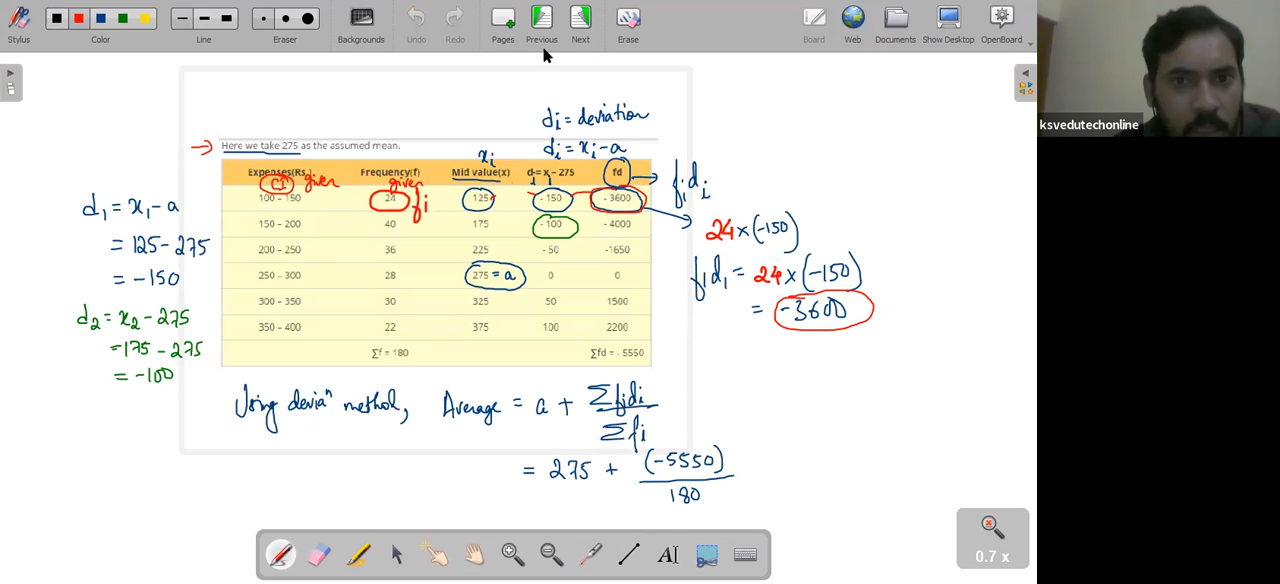 Stylus Color Line Eraser Backgrounds Undo Redo Pages Previous Next Erase Board Web Documents Show Desktop OpenBoard
ksvedutechonline
dᵢ = deviation
dᵢ = xᵢ - a
→ Here we take 275 as the assumed mean.
xᵢ
Expenses(Rs. Frequency(f) Mid value(x) dᵢ= xᵢ – 275 fd → fᵢdᵢ
CI given given fᵢ
100 – 150 24 125 - 150 - 3600
150 – 200 40 175 - 100 - 4000
200 – 250 36 225 - 50 -1650
250 – 300 28 275 = a 0 0
300 – 350 30 325 50 1500
350 – 400 22 375 100 2200
∑f = 180 ∑fd = - 5550
d₁ = x₁ - a
= 125 - 275
= -150
d₂ = x₂ - 275
= 175 - 275
= -100
24 × (-150)
f₁d₁ = 24 × (-150)
= -3600
Using deviaⁿ method, Average = a + ∑fᵢdᵢ / ∑fᵢ
= 275 + (-5550) / 180
0.7 x